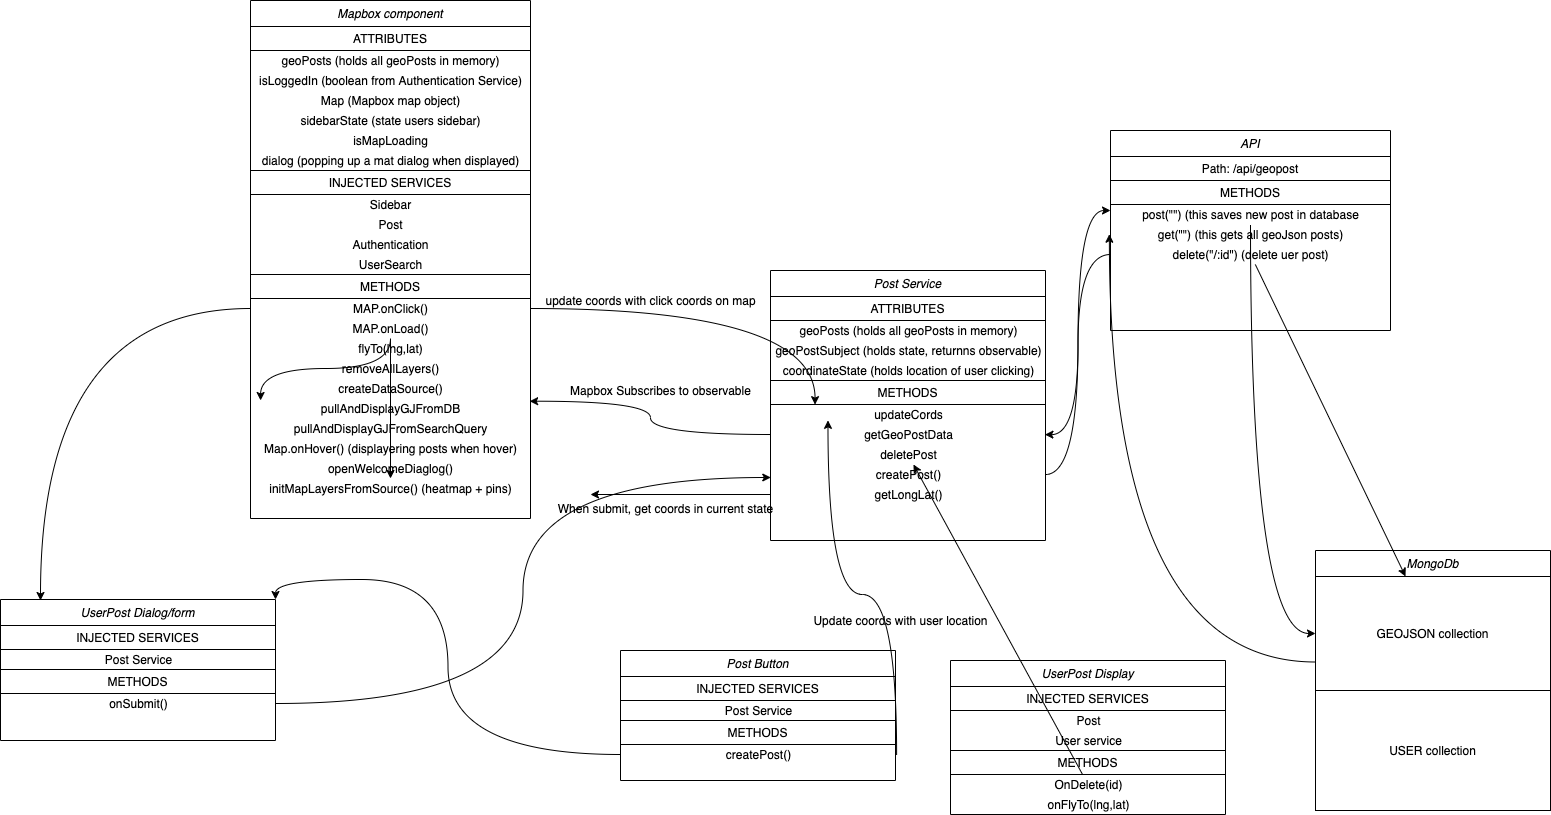 Mapbox component
ATTRIBUTES
geoPosts (holds all geoPosts in memory)
isLoggedIn (boolean from Authentication Service)
Map (Mapbox map object)
sidebarState (state users sidebar)
isMapLoading
dialog (popping up a mat dialog when displayed)
INJECTED SERVICES
Sidebar
Post
Authentication
UserSearch
METHODS
MAP.onClick()
MAP.onLoad()
flyTo(lng,lat)
removeAllLayers()
createDataSource()
pullAndDisplayGJFromDB
pullAndDisplayGJFromSearchQuery
Map.onHover() (displayering posts when hover)
openWelcomeDiaglog()
initMapLayersFromSource() (heatmap + pins)
update coords with click coords on map
Mapbox Subscribes to observable
When submit, get coords in current state
Post Service
ATTRIBUTES
geoPosts (holds all geoPosts in memory)
geoPostSubject (holds state, returnns observable)
coordinateState (holds location of user clicking)
METHODS
updateCords
getGeoPostData
deletePost
createPost()
getLongLat()
API
Path: /api/geopost
METHODS
post("") (this saves new post in database
get("") (this gets all geoJson posts)
delete("/:id") (delete uer post)
MongoDb
GEOJSON collection
USER collection
UserPost Dialog/form
INJECTED SERVICES
Post Service
METHODS
onSubmit()
Update coords with user location
Post Button
INJECTED SERVICES
Post Service
METHODS
createPost()
UserPost Display
INJECTED SERVICES
Post
User service
METHODS
OnDelete(id)
onFlyTo(lng,lat)